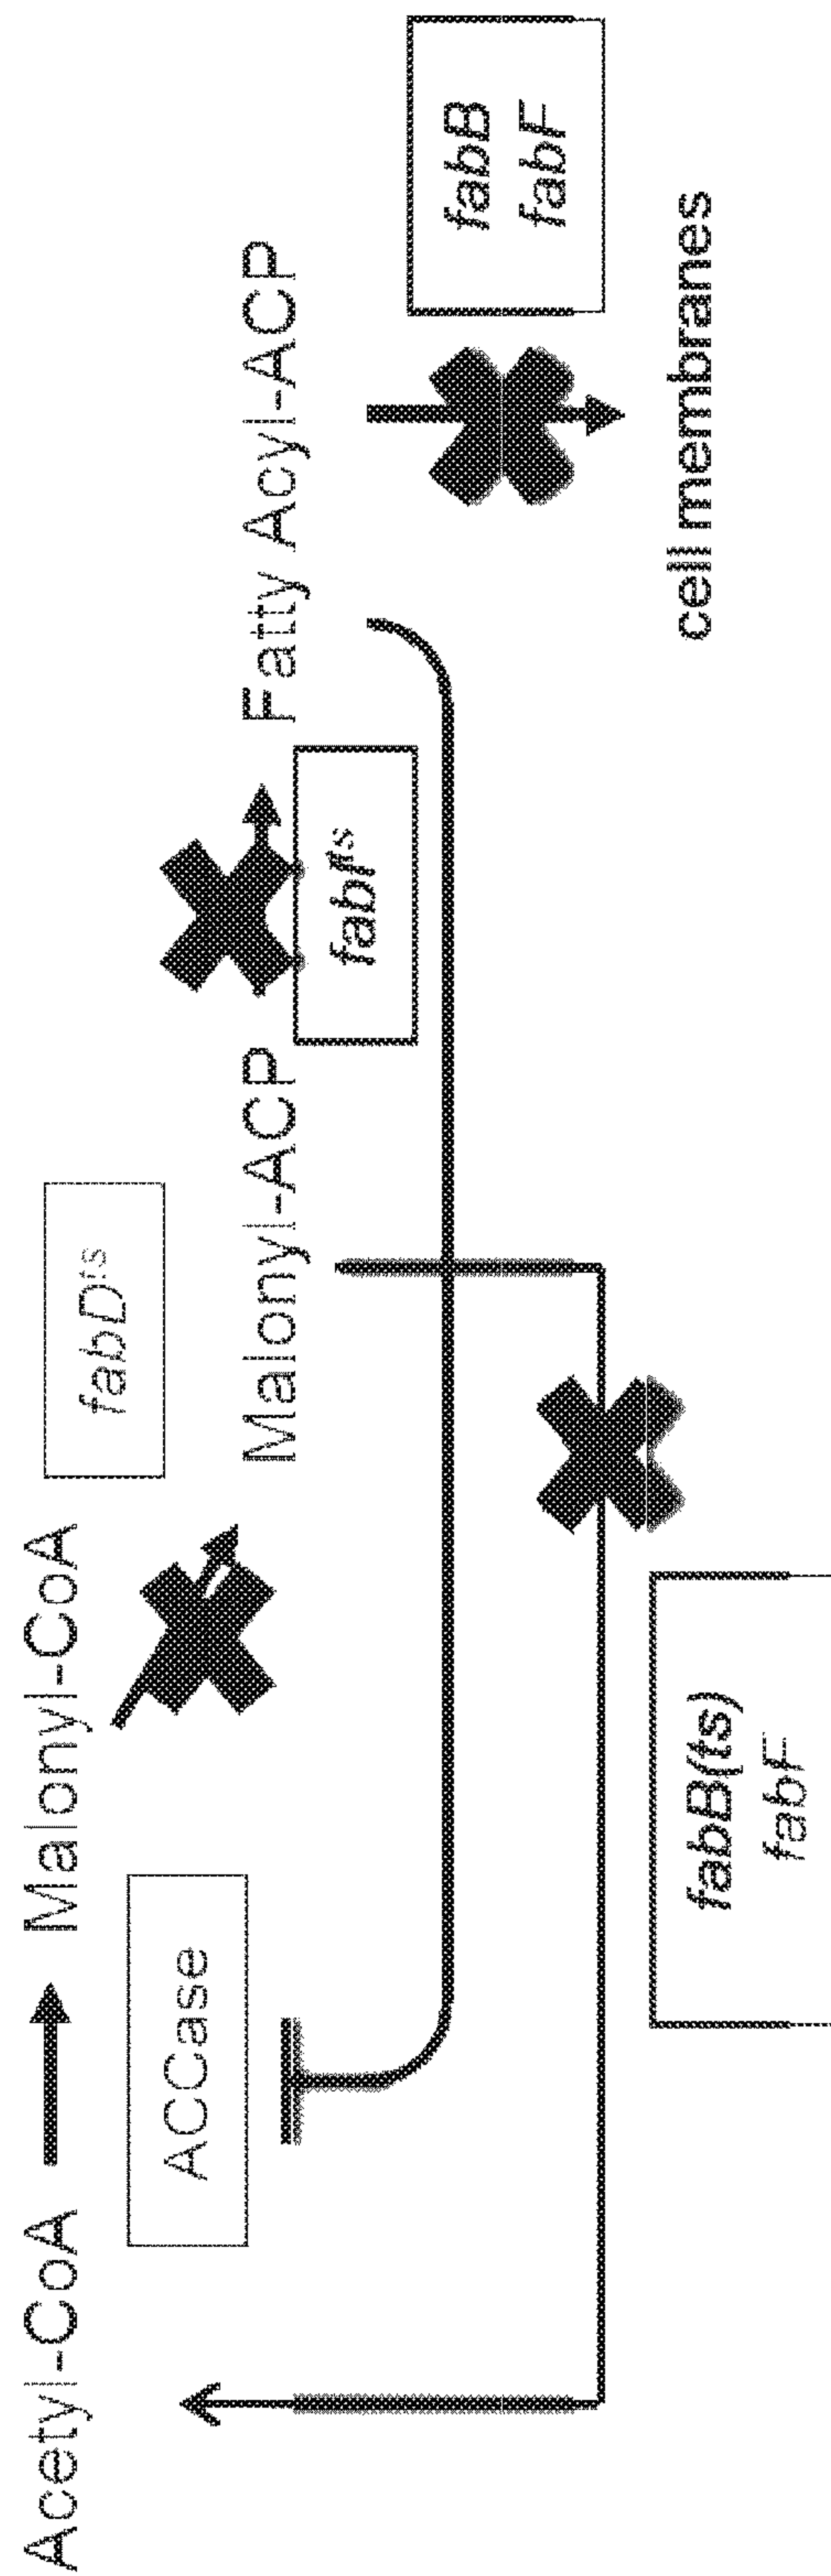 Acetyl-CoA
Malonyl-CoA
ACCase
fabDᵗˢ
Malonyl-ACP
Fatty Acyl-ACP
fabIᵗˢ
fabB
fabF
cell membranes
fabB(ts)
fabF